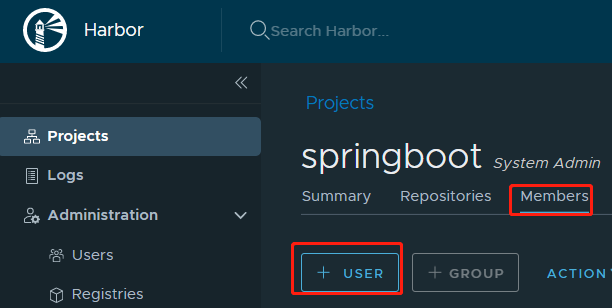 Harbor
Search Harbor...
Projects
Logs
Administration
Users
Registries
Projects
springboot System Admin
Summary Repositories Members
+ USER + GROUP ACTION